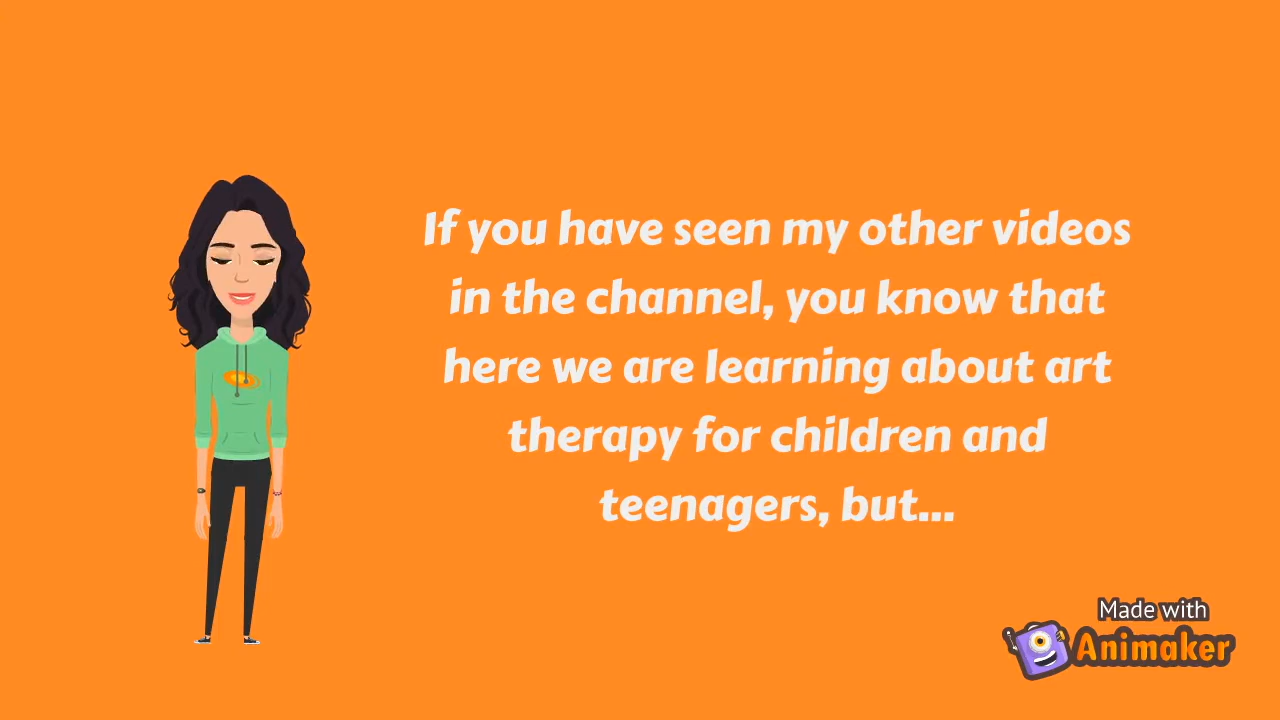 If you have seen my other videos
in the channel, you know that
here we are learning about art
therapy for children and
teenagers, but...
Made with
Animaker